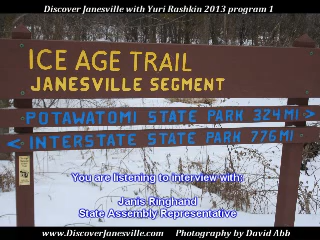 Discover Janesville with Yuri Rashkin 2013 program 1
ICE AGE TRAIL
JANESVILLE SEGMENT
POTAWATOMI STATE PARK 324 MI
INTERSTATE STATE PARK 776 MI
You are listening to interview with:
Janis Ringhand
State Assembly Representative
www.DiscoverJanesville.com Photography by David Abb